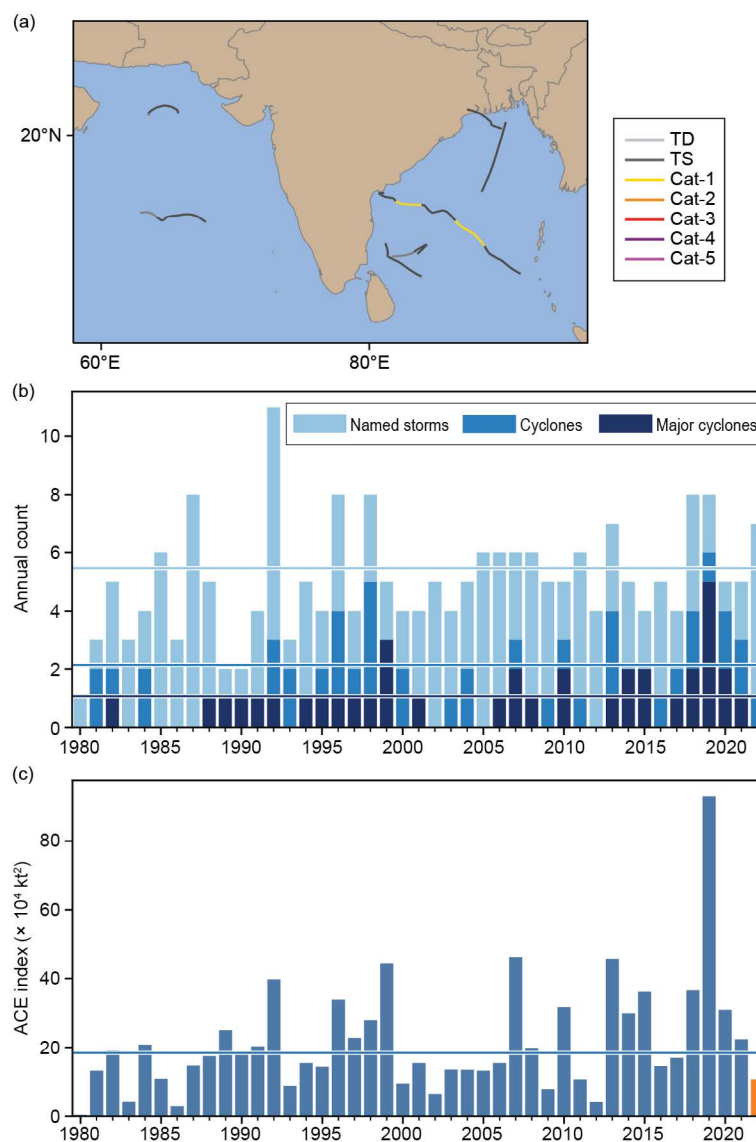 (a)
20°N
60°E 80°E
TD
TS
Cat-1
Cat-2
Cat-3
Cat-4
Cat-5
(b)
Named storms Cyclones Major cyclones
Annual count
10
8
6
4
2
0
1980 1985 1990 1995 2000 2005 2010 2015 2020
(c)
ACE index (× 10⁴ kt²)
80
60
40
20
0
1980 1985 1990 1995 2000 2005 2010 2015 2020